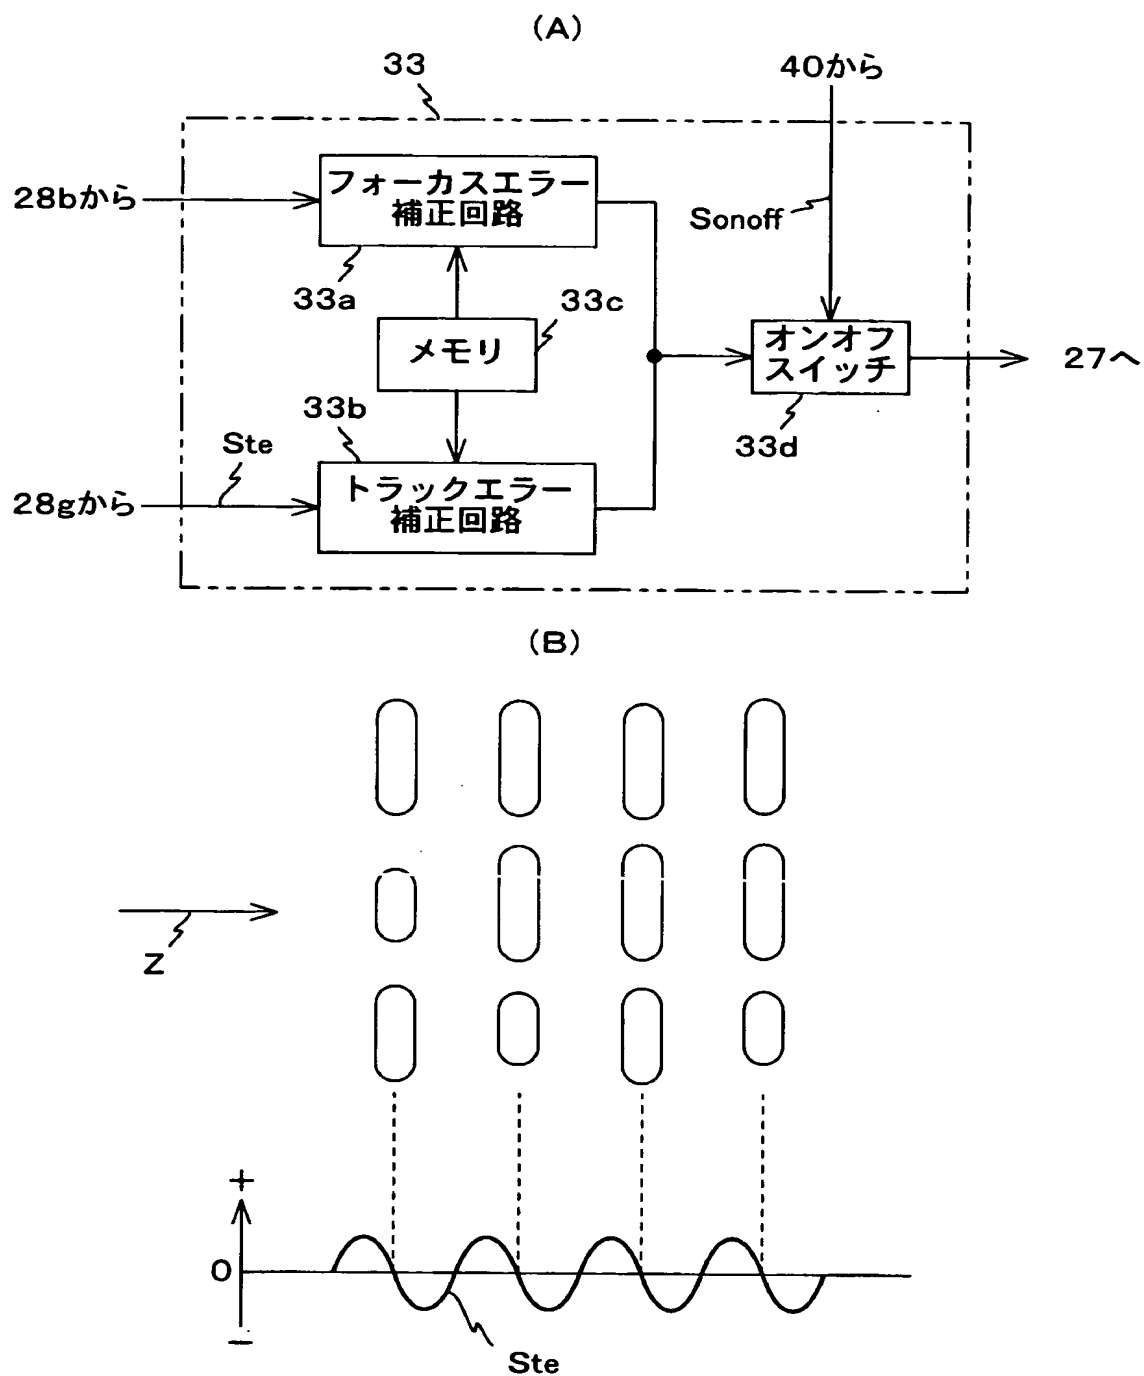 (A)
33
40から
28bから
フォーカスエラー
補正回路
Sonoff
33a
33c
メモリ
オンオフ
スイッチ
27へ
33b
33d
Ste
28gから
トラックエラー
補正回路
(B)
Z
+
0
−
Ste